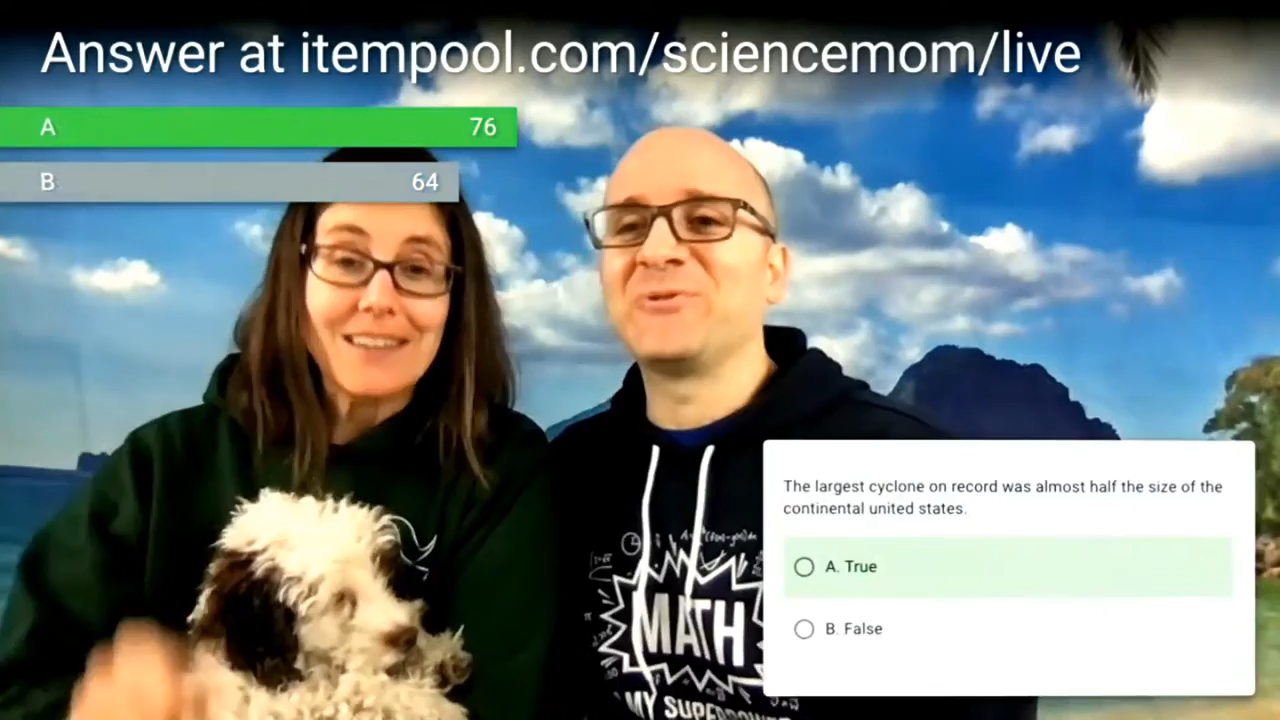 Answer at itempool.com/sciencemom/live
A 76
B 64
The largest cyclone on record was almost half the size of the
continental united states.
A. True
B. False
MATH
MY SUPERPOWER